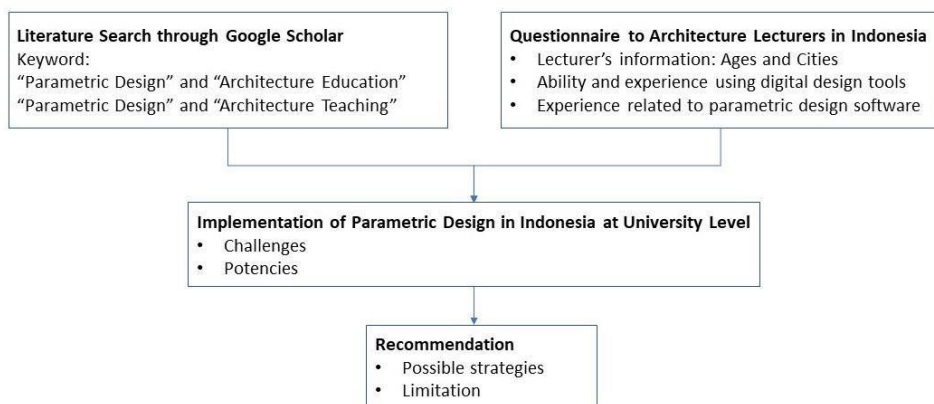 Literature Search through Google Scholar
Keyword:
“Parametric Design” and “Architecture Education”
“Parametric Design” and “Architecture Teaching”
Questionnaire to Architecture Lecturers in Indonesia
• Lecturer’s information: Ages and Cities
• Ability and experience using digital design tools
• Experience related to parametric design software
Implementation of Parametric Design in Indonesia at University Level
• Challenges
• Potencies
Recommendation
• Possible strategies
• Limitation